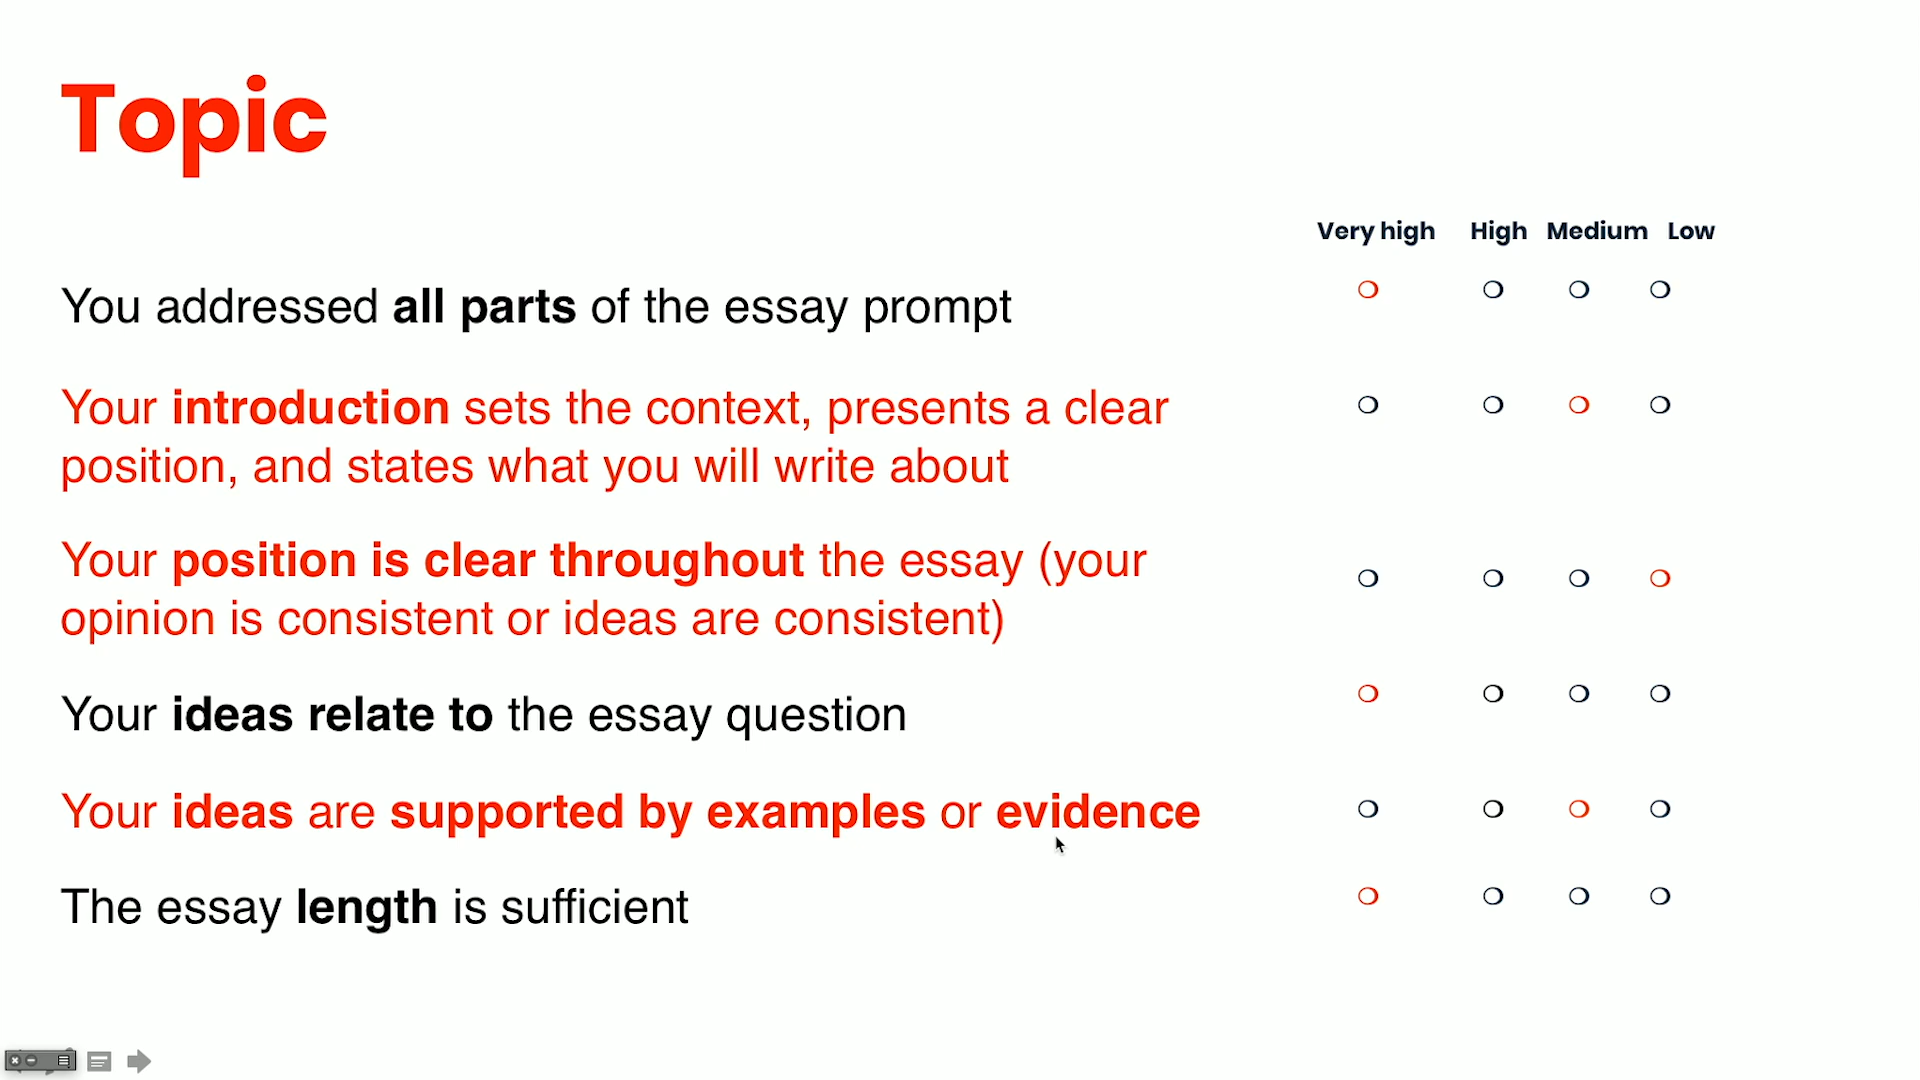 Topic
Very high High Medium Low
You addressed all parts of the essay prompt
Your introduction sets the context, presents a clear
position, and states what you will write about
Your position is clear throughout the essay (your
opinion is consistent or ideas are consistent)
Your ideas relate to the essay question
Your ideas are supported by examples or evidence
The essay length is sufficient